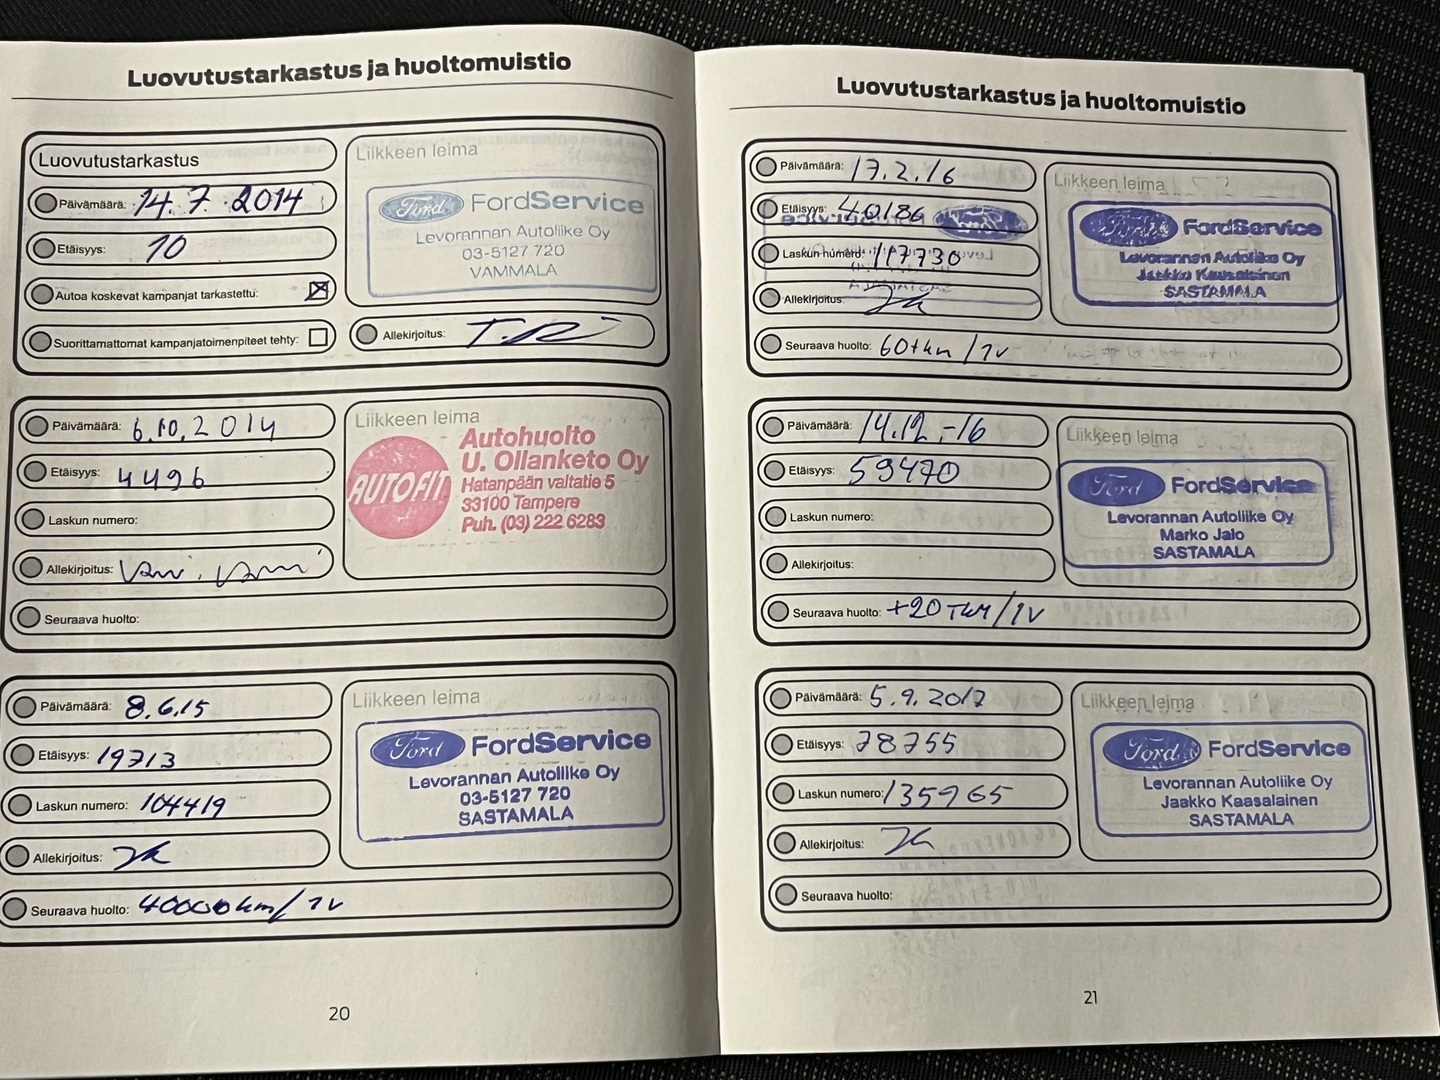 Luovutustarkastus ja huoltomuistio
Luovutustarkastus
Päivämäärä: 14.7.2014
Etäisyys: 10
Autoa koskevat kampanjat tarkastettu: ☒
Suorittamattomat kampanjatoimenpiteet tehty: ☐
Liikkeen leima
Ford FordService
Levorannan Autoliike Oy
03-5127 720
VAMMALA
Allekirjoitus:
Päivämäärä: 6.10.2014
Etäisyys: 4496
Laskun numero:
Allekirjoitus:
Seuraava huolto:
Liikkeen leima
AUTOFIT
Autohuolto
U. Ollanketo Oy
Hatanpään valtatie 5
33100 Tampere
Puh. (03) 222 6283
Päivämäärä: 8.6.15
Etäisyys: 19713
Laskun numero: 104419
Allekirjoitus:
Seuraava huolto: 40000km/1v
Liikkeen leima
Ford FordService
Levorannan Autoliike Oy
03-5127 720
SASTAMALA
20
Luovutustarkastus ja huoltomuistio
Päivämäärä: 17.2.16
Etäisyys: 40186
Laskun numero: 117730
Allekirjoitus:
Seuraava huolto: 60tkm/1v
Liikkeen leima
Ford FordService
Levorannan Autoliike Oy
Jaakko Kaasalainen
SASTAMALA
Päivämäärä: 14.12.-16
Etäisyys: 59470
Laskun numero:
Allekirjoitus:
Seuraava huolto: +20TKM/1V
Liikkeen leima
Ford FordService
Levorannan Autoliike Oy
Marko Jalo
SASTAMALA
Päivämäärä: 5.9.2017
Etäisyys: 78755
Laskun numero: 135965
Allekirjoitus:
Seuraava huolto:
Liikkeen leima
Ford FordService
Levorannan Autoliike Oy
Jaakko Kaasalainen
SASTAMALA
21